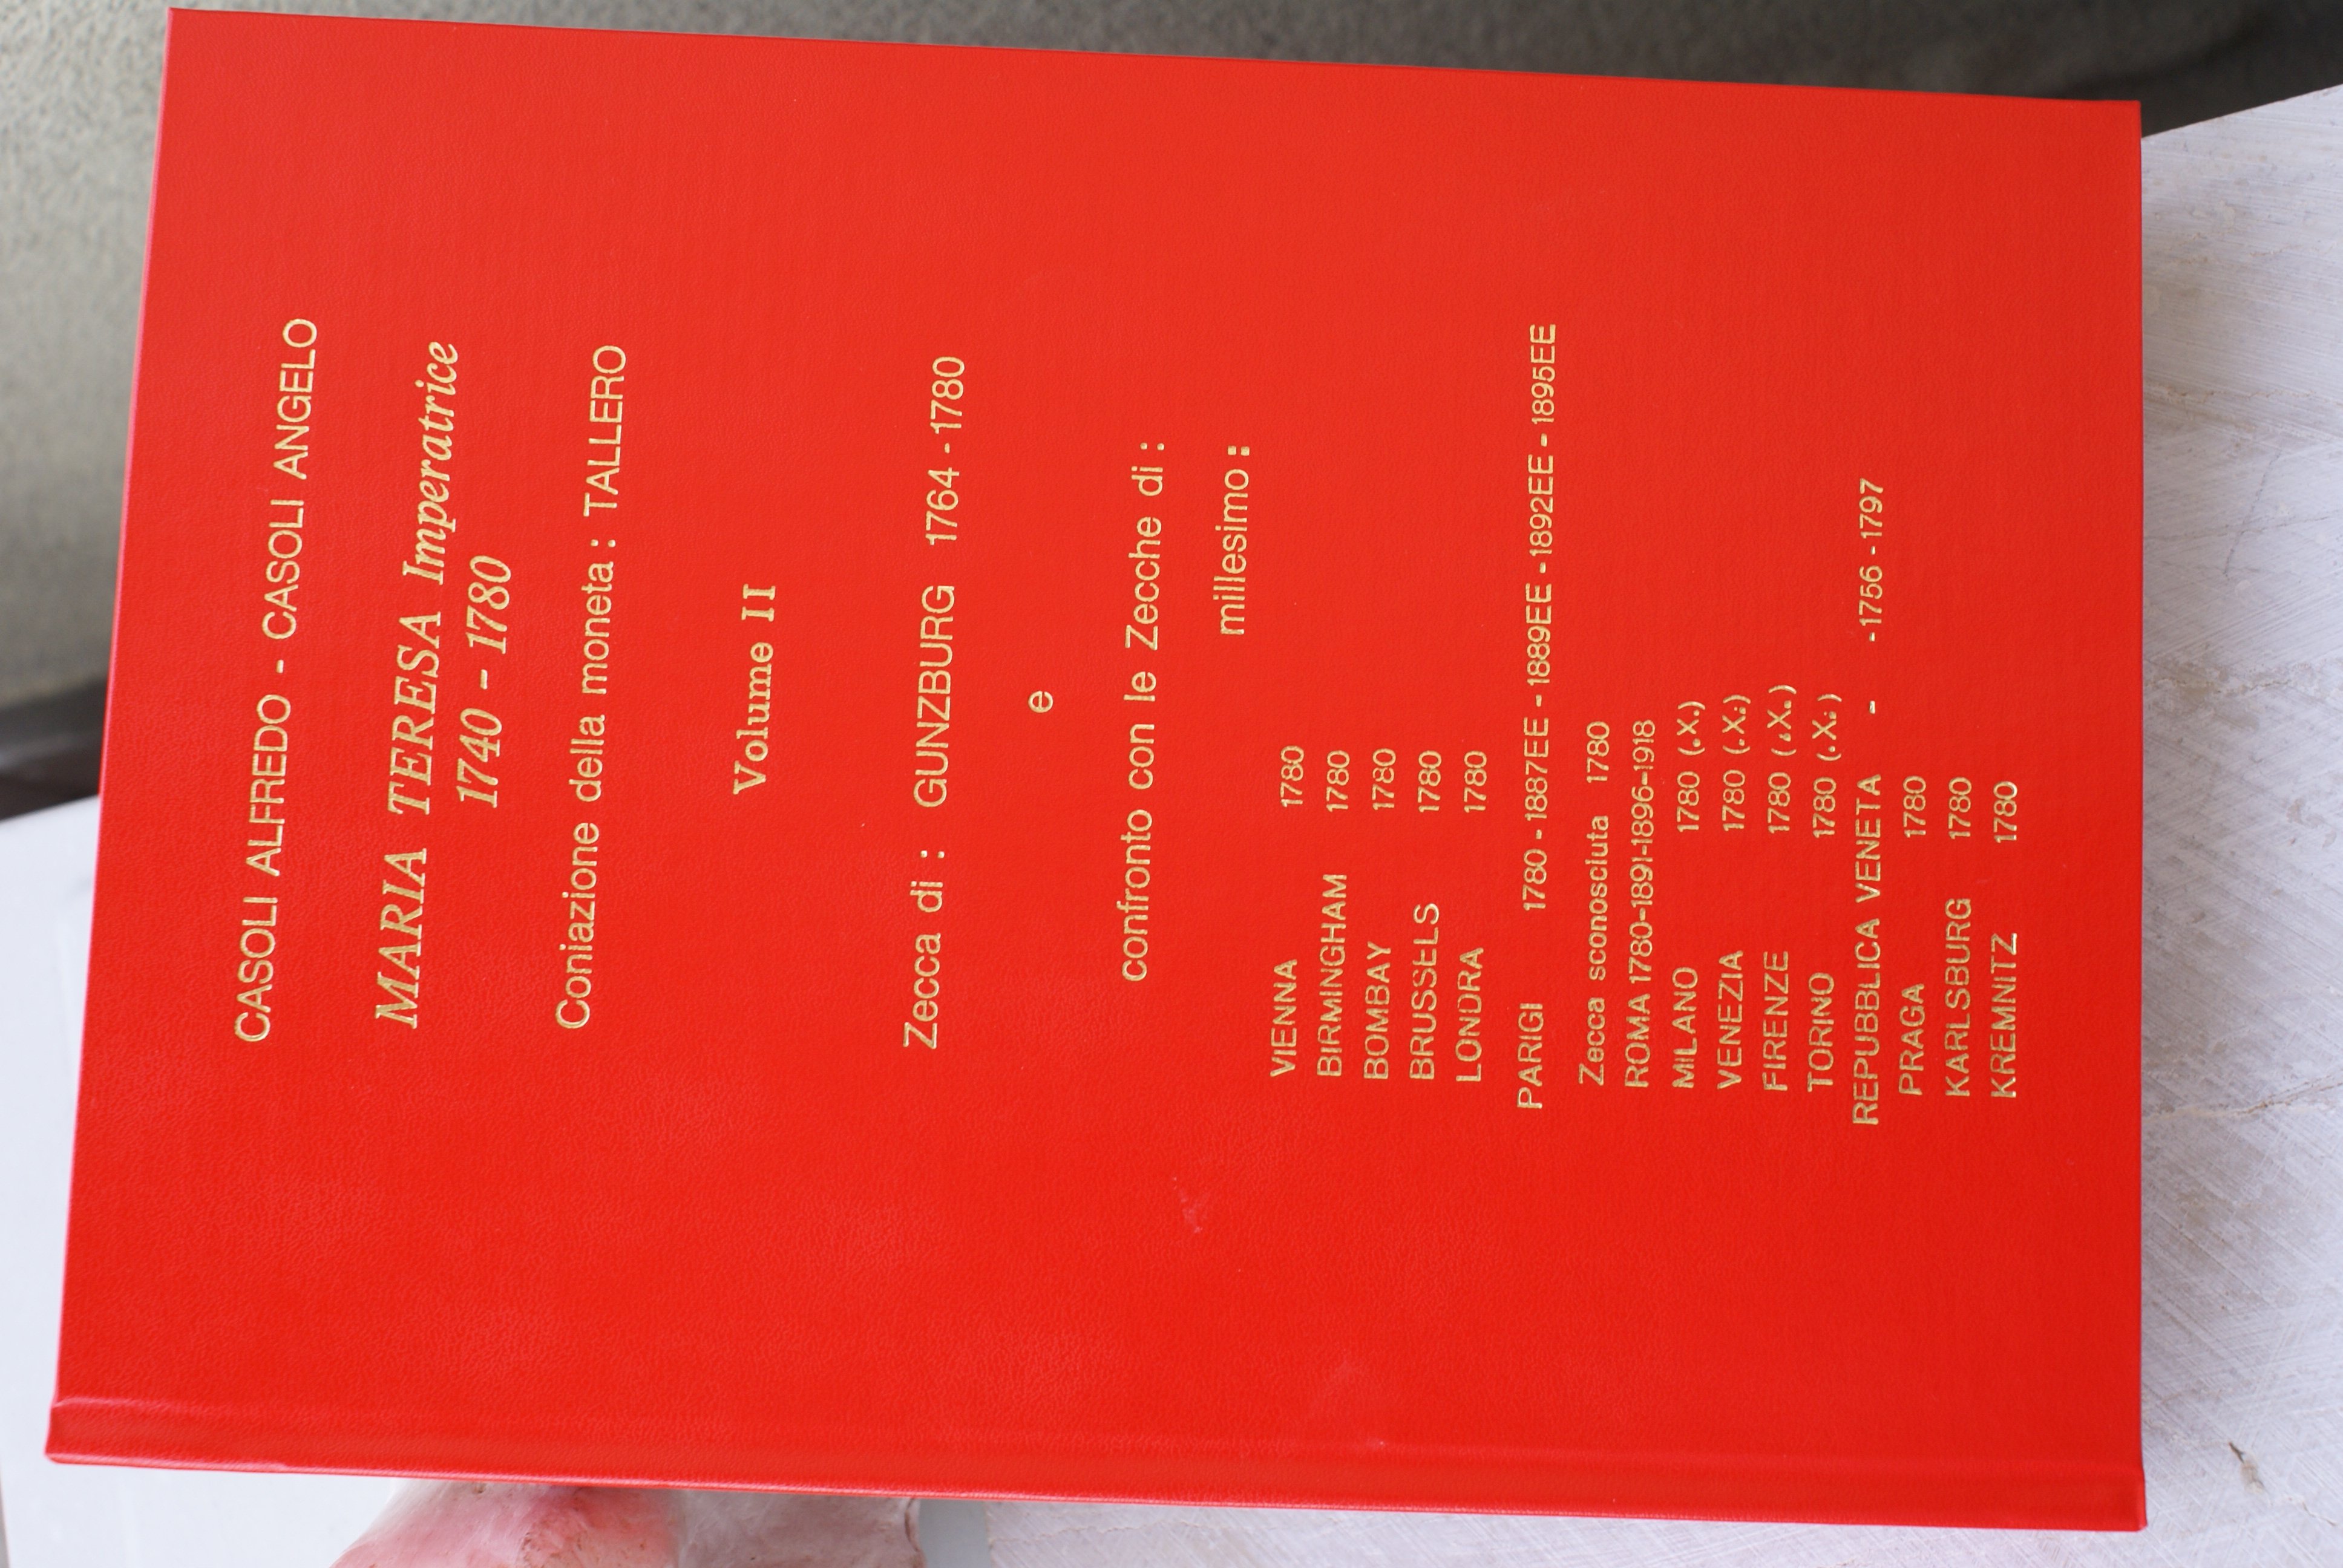 CASOLI ALFREDO - CASOLI ANGELO
MARIA TERESA Imperatrice
1740 - 1780
Coniazione della moneta : TALLERO
Volume II
Zecca di : GUNZBURG 1764 - 1780
e
confronto con le Zecche di :
millesimo :
VIENNA 1780
BIRMINGHAM 1780
BOMBAY 1780
BRUSSELS 1780
LONDRA 1780
PARIGI 1780 - 1887EE - 1889EE - 1892EE - 1895EE
Zecca sconosciuta 1780
ROMA 1780-1891-1896-1918
MILANO 1780 (.X.)
VENEZIA 1780 (.X:)
FIRENZE 1780 (.X.)
TORINO 1780 (.X:)
REPUBBLICA VENETA - -1756 -1797
PRAGA 1780
KARLSBURG 1780
KREMNITZ 1780